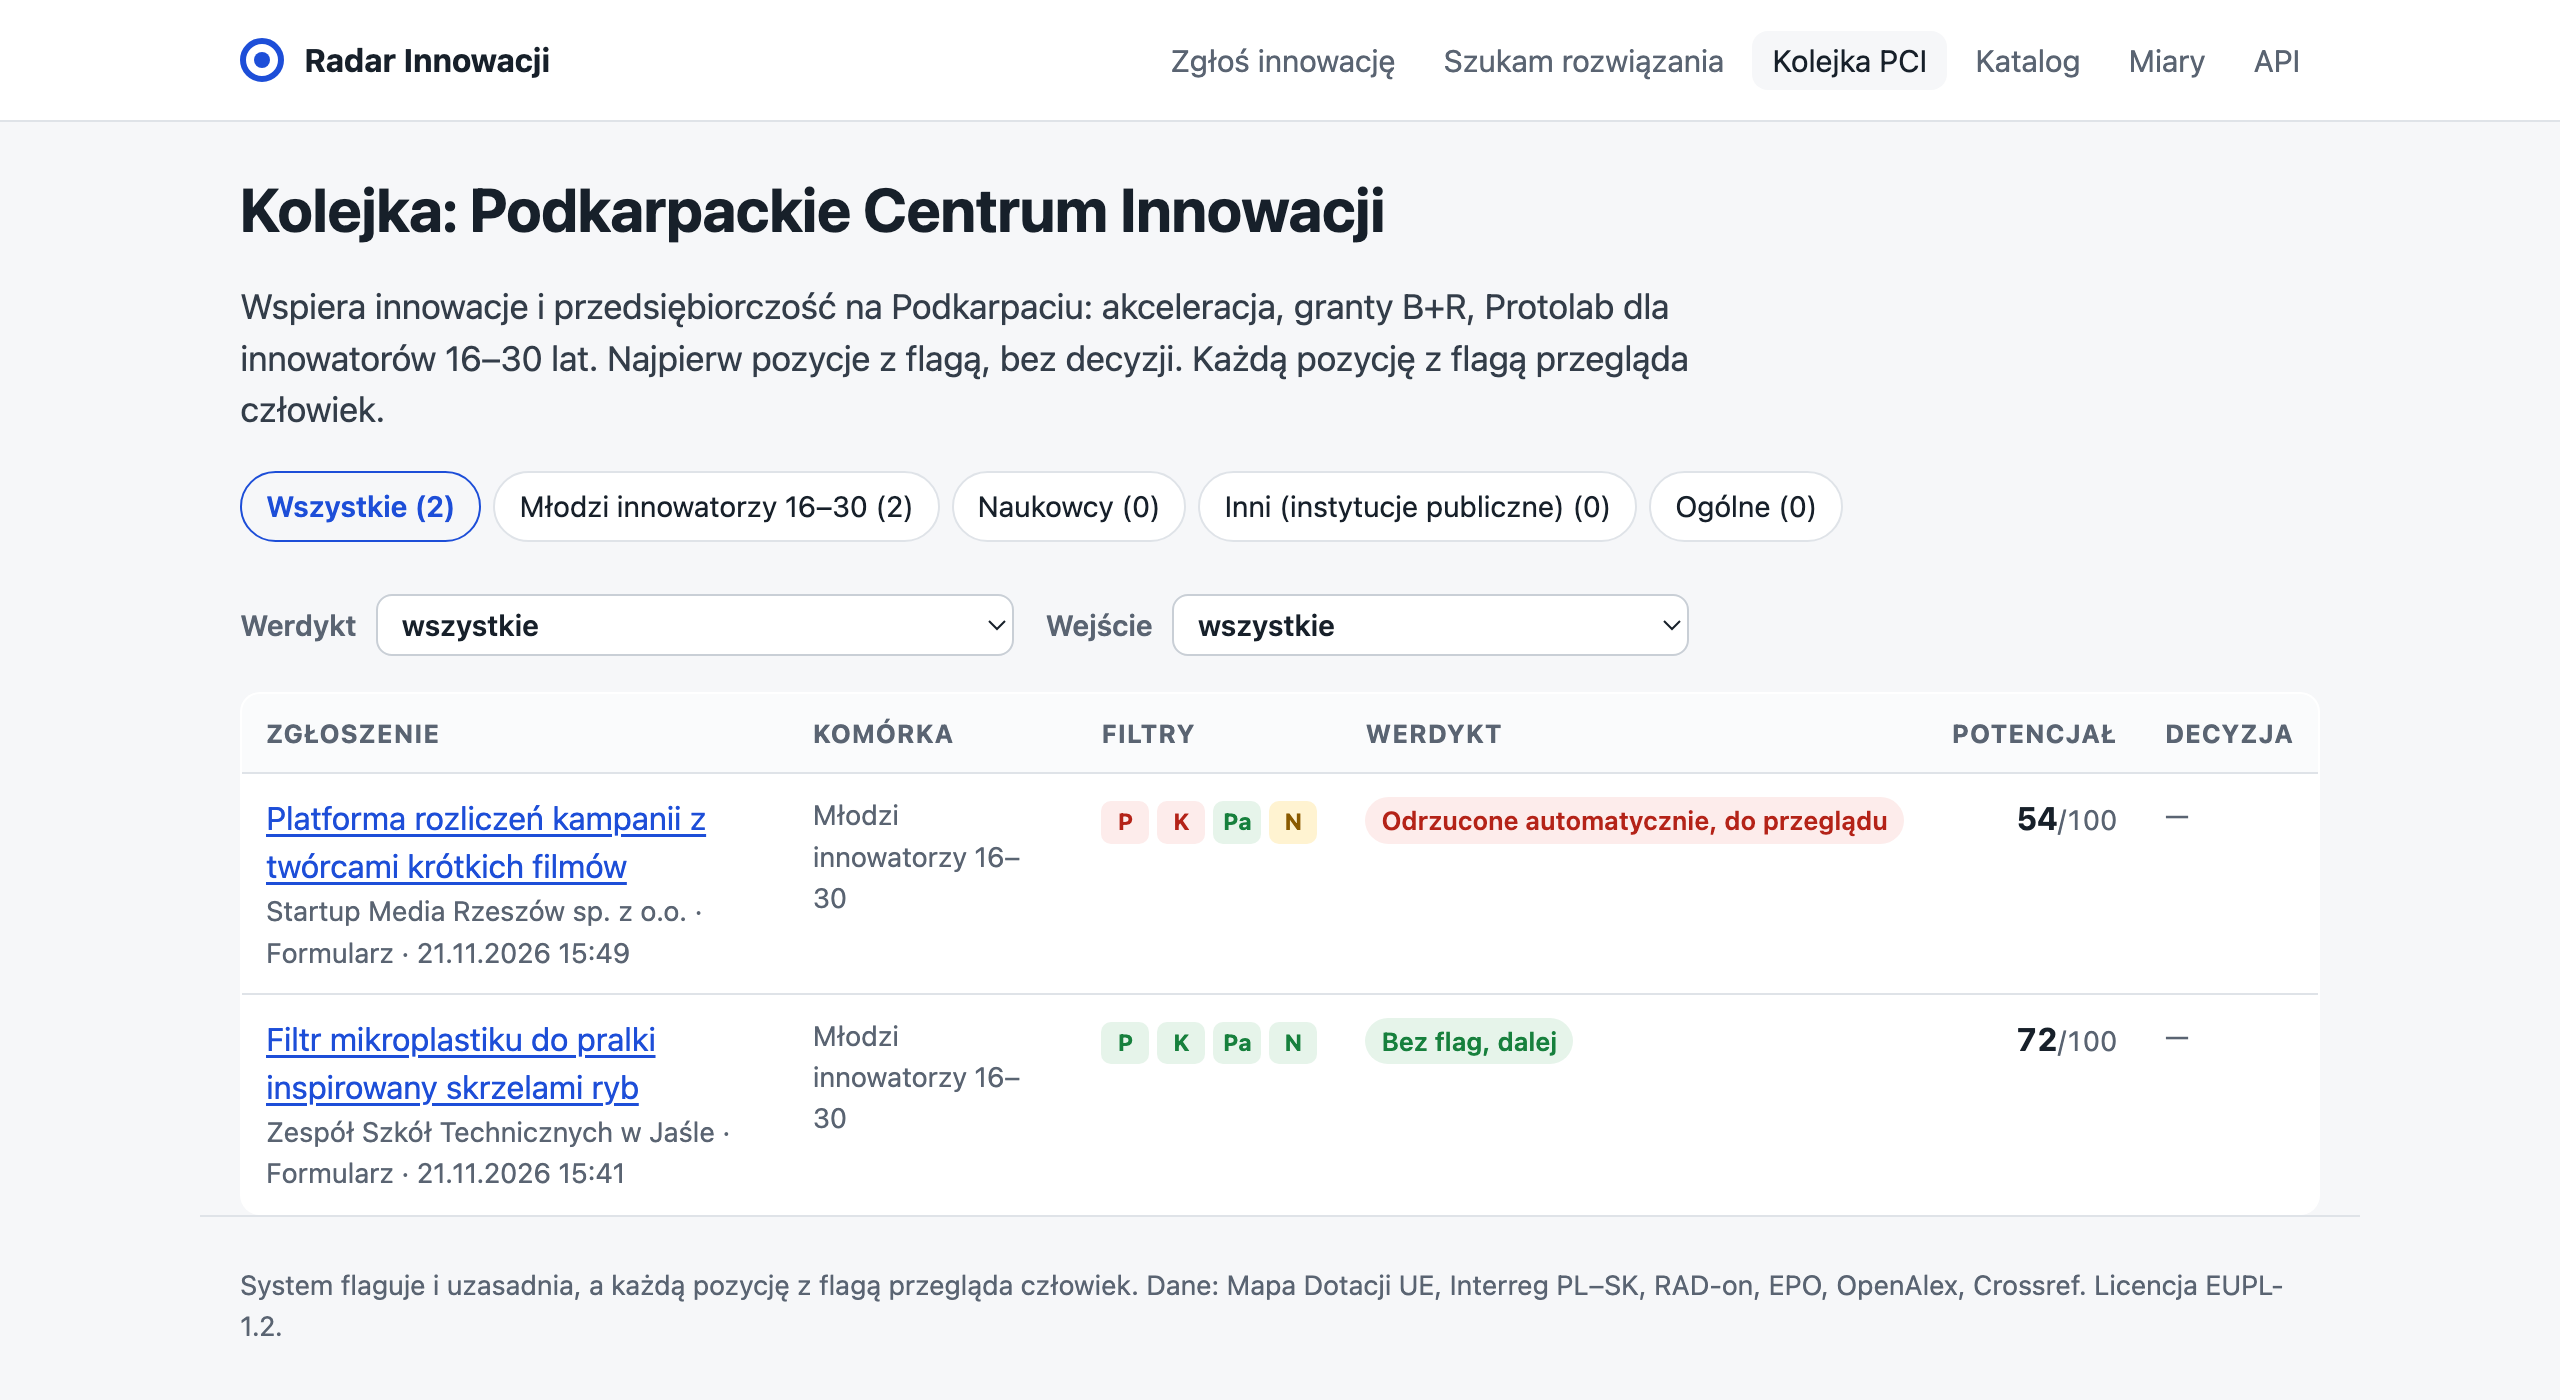 Radar Innowacji
Zgłoś innowację
Szukam rozwiązania
Kolejka PCI
Katalog
Miary
API
Kolejka: Podkarpackie Centrum Innowacji
Wspiera innowacje i przedsiębiorczość na Podkarpaciu: akceleracja, granty B+R, Protolab dla
innowatorów 16–30 lat. Najpierw pozycje z flagą, bez decyzji. Każdą pozycję z flagą przegląda
człowiek.
Wszystkie (2)
Młodzi innowatorzy 16–30 (2)
Naukowcy (0)
Inni (instytucje publiczne) (0)
Ogólne (0)
Werdykt
wszystkie
Wejście
wszystkie
ZGŁOSZENIE
KOMÓRKA
FILTRY
WERDYKT
POTENCJAŁ
DECYZJA
Platforma rozliczeń kampanii z
twórcami krótkich filmów
Startup Media Rzeszów sp. z o.o. ·
Formularz · 21.11.2026 15:49
Młodzi
innowatorzy 16–
30
P K Pa N
Odrzucone automatycznie, do przeglądu
54/100
—
Filtr mikroplastiku do pralki
inspirowany skrzelami ryb
Zespół Szkół Technicznych w Jaśle ·
Formularz · 21.11.2026 15:41
Młodzi
innowatorzy 16–
30
P K Pa N
Bez flag, dalej
72/100
—
System flaguje i uzasadnia, a każdą pozycję z flagą przegląda człowiek. Dane: Mapa Dotacji UE, Interreg PL–SK, RAD-on, EPO, OpenAlex, Crossref. Licencja EUPL-
1.2.